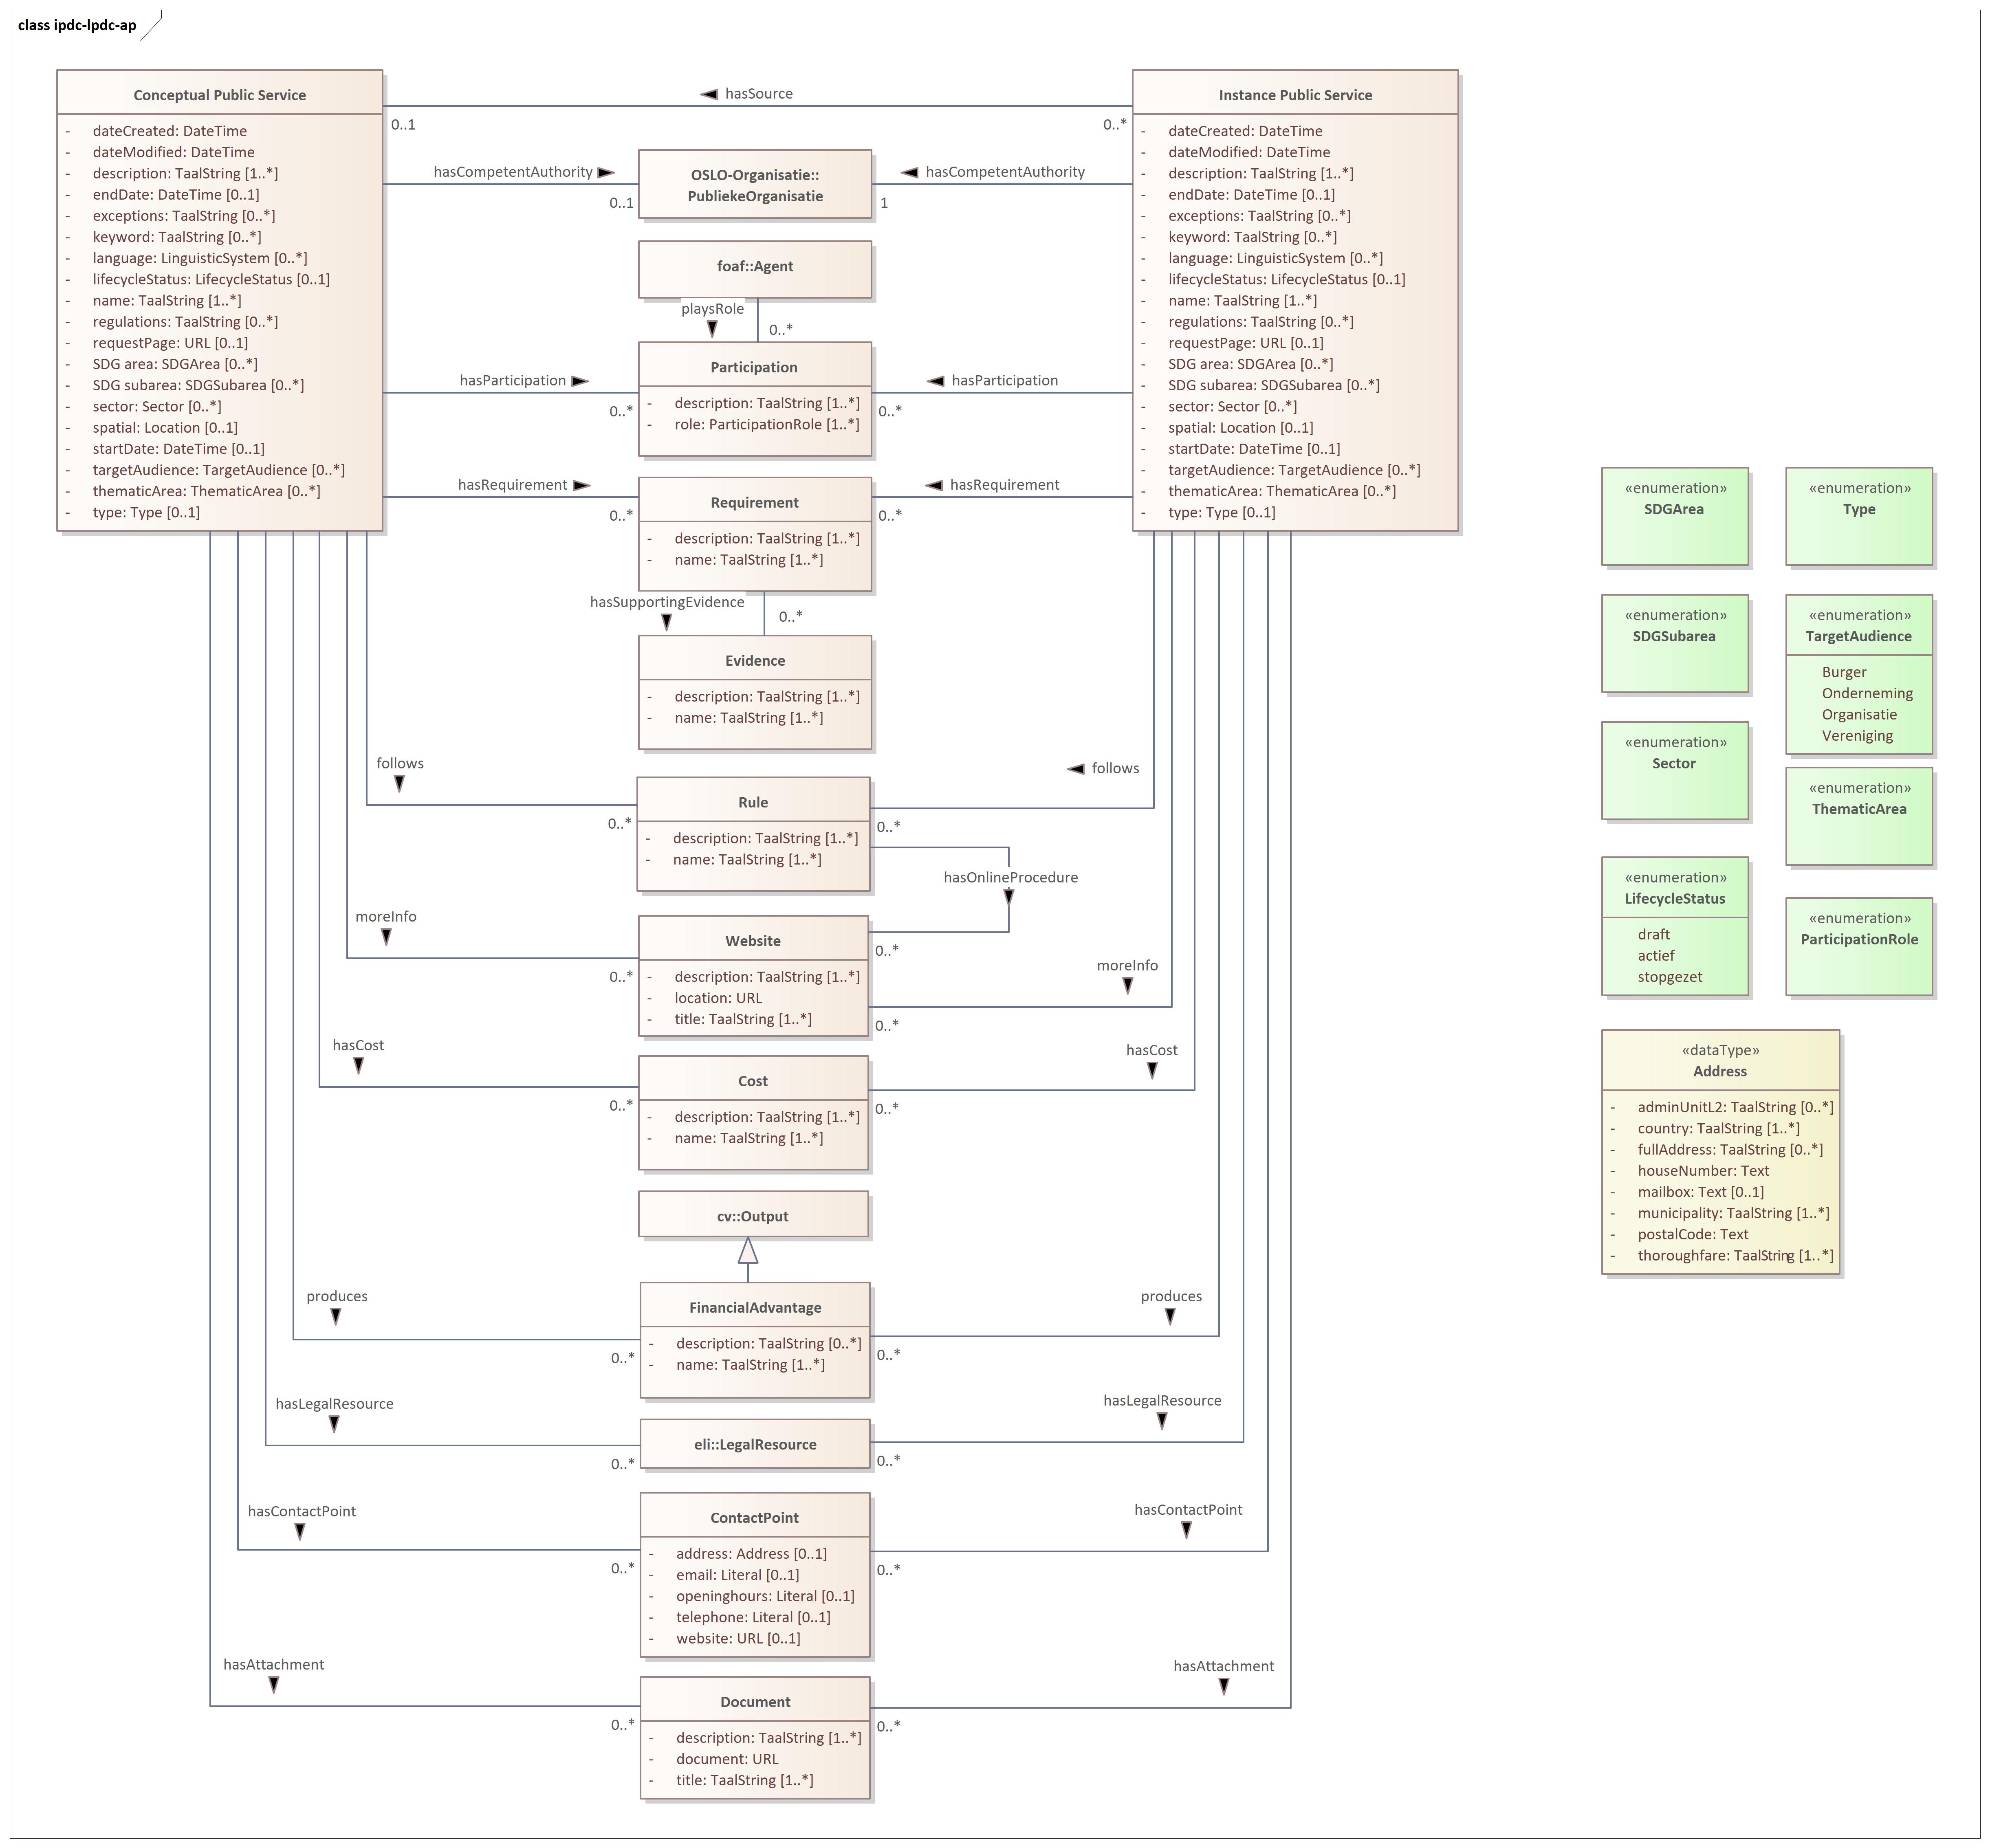 class ipdc-lpdc-ap
Conceptual Public Service
- dateCreated: DateTime
- dateModified: DateTime
- description: TaalString [1..*]
- endDate: DateTime [0..1]
- exceptions: TaalString [0..*]
- keyword: TaalString [0..*]
- language: LinguisticSystem [0..*]
- lifecycleStatus: LifecycleStatus [0..1]
- name: TaalString [1..*]
- regulations: TaalString [0..*]
- requestPage: URL [0..1]
- SDG area: SDGArea [0..*]
- SDG subarea: SDGSubarea [0..*]
- sector: Sector [0..*]
- spatial: Location [0..1]
- startDate: DateTime [0..1]
- targetAudience: TargetAudience [0..*]
- thematicArea: ThematicArea [0..*]
- type: Type [0..1]
hasSource
0..1
0..*
Instance Public Service
- dateCreated: DateTime
- dateModified: DateTime
- description: TaalString [1..*]
- endDate: DateTime [0..1]
- exceptions: TaalString [0..*]
- keyword: TaalString [0..*]
- language: LinguisticSystem [0..*]
- lifecycleStatus: LifecycleStatus [0..1]
- name: TaalString [1..*]
- regulations: TaalString [0..*]
- requestPage: URL [0..1]
- SDG area: SDGArea [0..*]
- SDG subarea: SDGSubarea [0..*]
- sector: Sector [0..*]
- spatial: Location [0..1]
- startDate: DateTime [0..1]
- targetAudience: TargetAudience [0..*]
- thematicArea: ThematicArea [0..*]
- type: Type [0..1]
hasCompetentAuthority
0..1
OSLO-Organisatie::
PubliekeOrganisatie
hasCompetentAuthority
1
foaf::Agent
playsRole
0..*
hasParticipation
0..*
Participation
- description: TaalString [1..*]
- role: ParticipationRole [1..*]
hasParticipation
0..*
hasRequirement
0..*
Requirement
- description: TaalString [1..*]
- name: TaalString [1..*]
hasRequirement
0..*
hasSupportingEvidence
0..*
Evidence
- description: TaalString [1..*]
- name: TaalString [1..*]
follows
0..*
Rule
- description: TaalString [1..*]
- name: TaalString [1..*]
follows
0..*
hasOnlineProcedure
0..*
moreInfo
0..*
Website
- description: TaalString [1..*]
- location: URL
- title: TaalString [1..*]
moreInfo
0..*
hasCost
0..*
Cost
- description: TaalString [1..*]
- name: TaalString [1..*]
hasCost
0..*
cv::Output
produces
0..*
FinancialAdvantage
- description: TaalString [0..*]
- name: TaalString [1..*]
produces
0..*
hasLegalResource
0..*
eli::LegalResource
hasLegalResource
0..*
hasContactPoint
0..*
ContactPoint
- address: Address [0..1]
- email: Literal [0..1]
- openinghours: Literal [0..1]
- telephone: Literal [0..1]
- website: URL [0..1]
hasContactPoint
0..*
hasAttachment
0..*
Document
- description: TaalString [1..*]
- document: URL
- title: TaalString [1..*]
hasAttachment
0..*
«enumeration»
SDGArea
«enumeration»
Type
«enumeration»
SDGSubarea
«enumeration»
TargetAudience
Burger
Onderneming
Organisatie
Vereniging
«enumeration»
Sector
«enumeration»
ThematicArea
«enumeration»
LifecycleStatus
draft
actief
stopgezet
«enumeration»
ParticipationRole
«dataType»
Address
- adminUnitL2: TaalString [0..*]
- country: TaalString [1..*]
- fullAddress: TaalString [0..*]
- houseNumber: Text
- mailbox: Text [0..1]
- municipality: TaalString [1..*]
- postalCode: Text
- thoroughfare: TaalString [1..*]